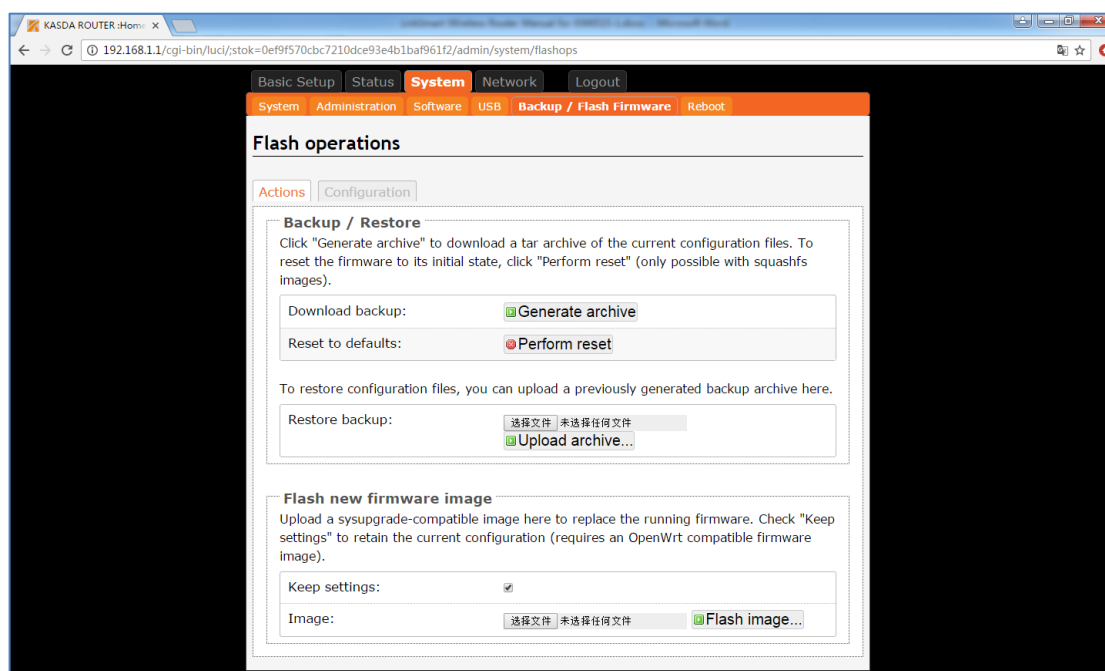 KASDA ROUTER :Home
192.168.1.1/cgi-bin/luci/;stok=0ef9f570cbc7210dce93e4b1baf961f2/admin/system/flashops
Basic Setup Status System Network Logout
System Administration Software USB Backup / Flash Firmware Reboot
Flash operations
Actions Configuration
Backup / Restore
Click "Generate archive" to download a tar archive of the current configuration files. To
reset the firmware to its initial state, click "Perform reset" (only possible with squashfs
images).
Download backup: Generate archive
Reset to defaults: Perform reset
To restore configuration files, you can upload a previously generated backup archive here.
Restore backup: 选择文件 未选择任何文件
Upload archive...
Flash new firmware image
Upload a sysupgrade-compatible image here to replace the running firmware. Check "Keep
settings" to retain the current configuration (requires an OpenWrt compatible firmware
image).
Keep settings:
Image: 选择文件 未选择任何文件 Flash image...